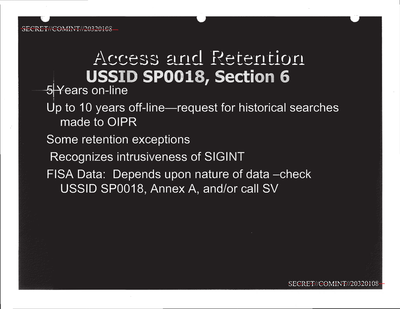 SECRET//COMINT//20320108
Access and Retention
USSID SP0018, Section 6
5 Years on-line
Up to 10 years off-line—request for historical searches
made to OIPR
Some retention exceptions
Recognizes intrusiveness of SIGINT
FISA Data: Depends upon nature of data –check
USSID SP0018, Annex A, and/or call SV
SECRET//COMINT//20320108